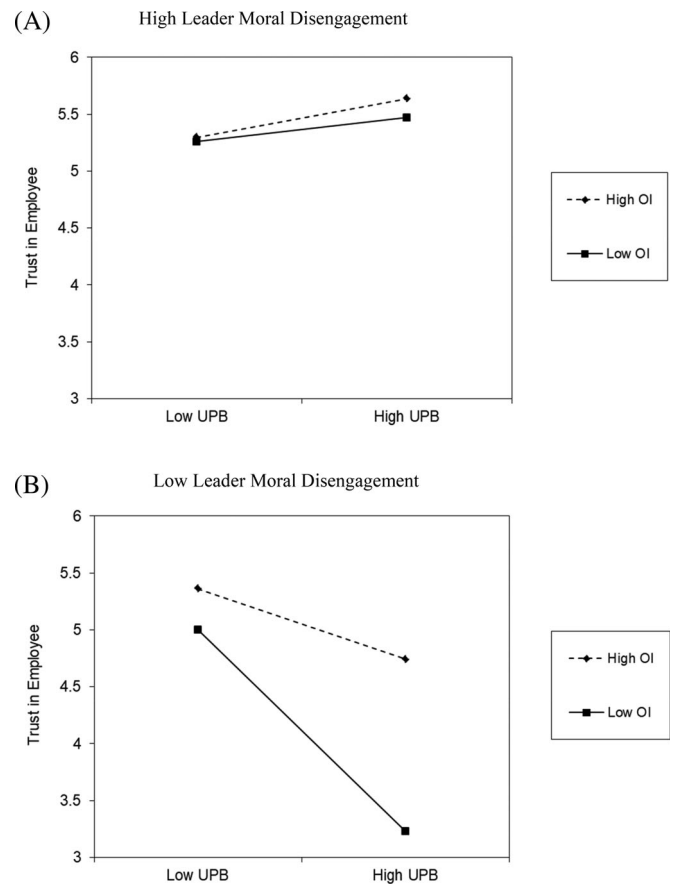 (A)
High Leader Moral Disengagement
6
5.5
5
4.5
4
3.5
3
Trust in Employee
Low UPB
High UPB
High OI
Low OI
(B)
Low Leader Moral Disengagement
6
5.5
5
4.5
4
3.5
3
Trust in Employee
Low UPB
High UPB
High OI
Low OI